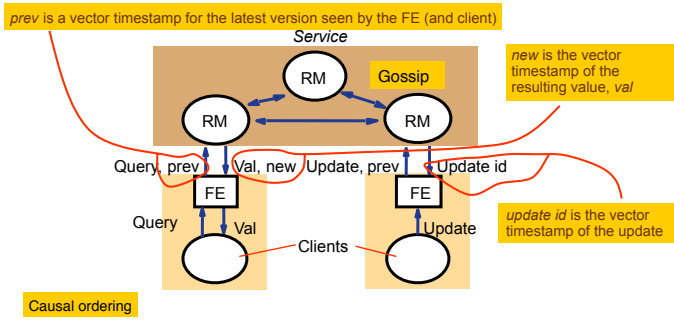 prev is a vector timestamp for the latest version seen by the FE (and client)
Service
new is the vector
timestamp of the
resulting value, val
RM
Gossip
RM
RM
Query, prev
Val, new
Update, prev
Update id
FE
FE
Query
Val
Update
update id is the vector
timestamp of the update
Clients
Causal ordering